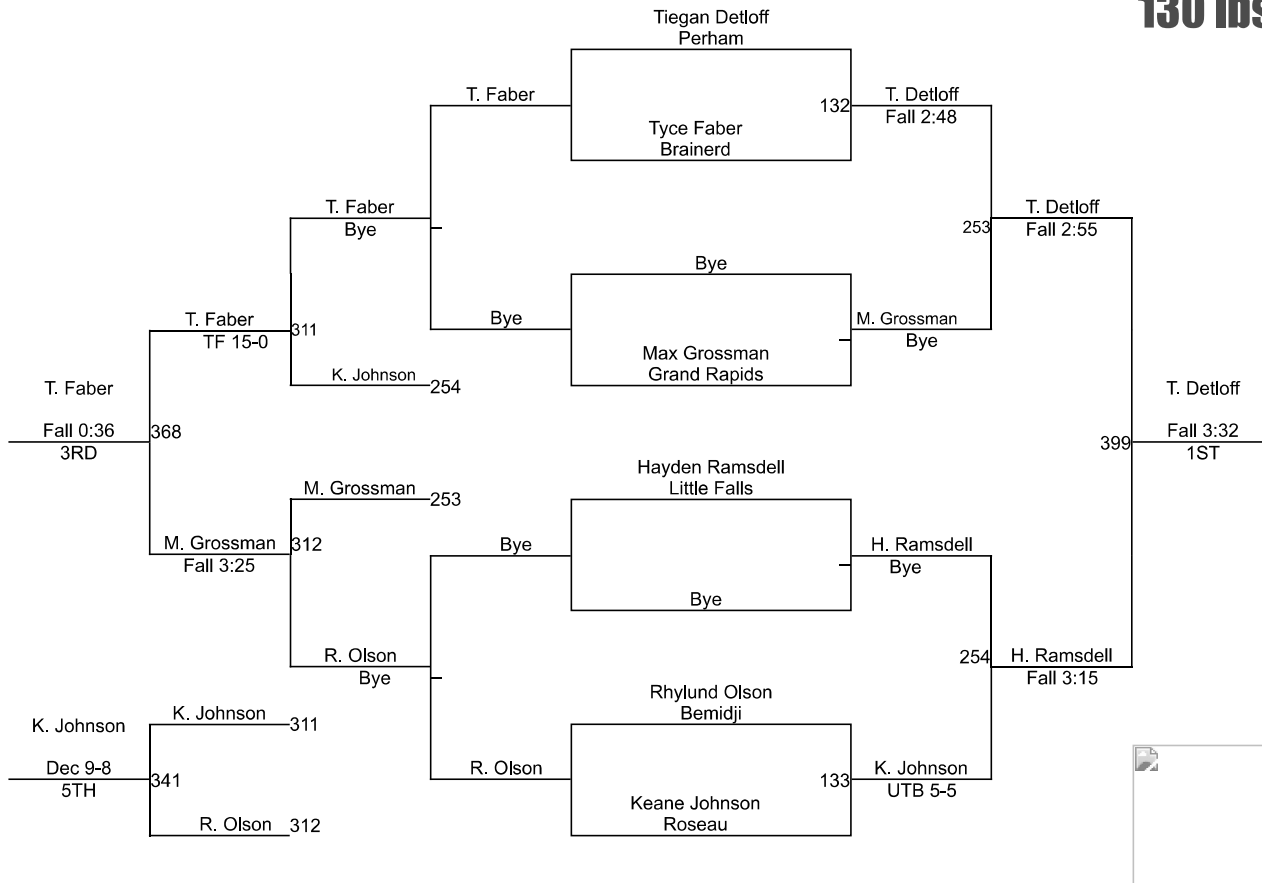 130 lbs
Tiegan Detloff
Perham
T. Faber
132
T. Detloff
Fall 2:48
Tyce Faber
Brainerd
T. Faber
Bye
253
T. Detloff
Fall 2:55
Bye
T. Faber
TF 15-0
311
Bye
M. Grossman
Bye
Max Grossman
Grand Rapids
K. Johnson
254
T. Faber
Fall 0:36
3RD
368
T. Detloff
399
Fall 3:32
1ST
Hayden Ramsdell
Little Falls
M. Grossman
253
M. Grossman
Fall 3:25
312
Bye
H. Ramsdell
Bye
Bye
R. Olson
Bye
254
H. Ramsdell
Fall 3:15
Rhylund Olson
Bemidji
K. Johnson
K. Johnson
311
Dec 9-8
5TH
341
R. Olson
133
K. Johnson
UTB 5-5
Keane Johnson
Roseau
R. Olson
312